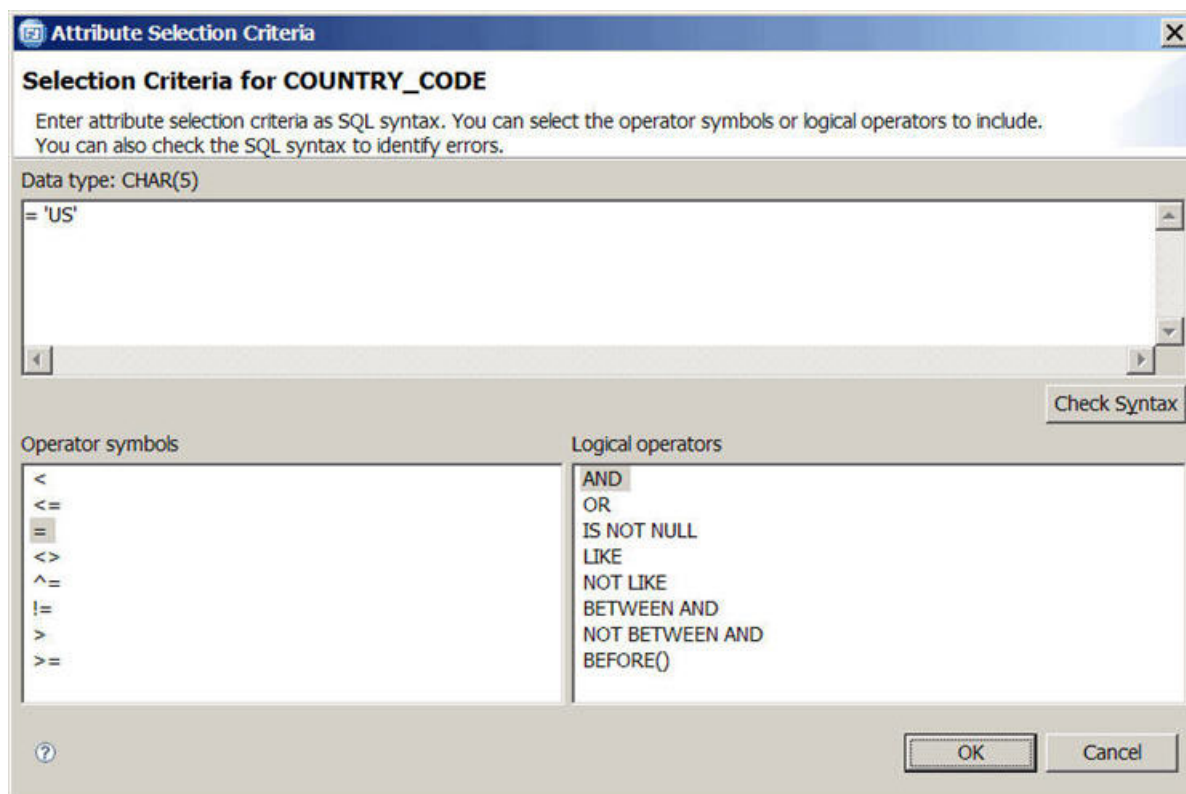 Attribute Selection Criteria
Selection Criteria for COUNTRY_CODE
Enter attribute selection criteria as SQL syntax. You can select the operator symbols or logical operators to include.
You can also check the SQL syntax to identify errors.
Data type: CHAR(5)
= 'US'
Check Syntax
Operator symbols
<
<=
=
<>
^=
!=
>
>=
Logical operators
AND
OR
IS NOT NULL
LIKE
NOT LIKE
BETWEEN AND
NOT BETWEEN AND
BEFORE()
?
OK
Cancel